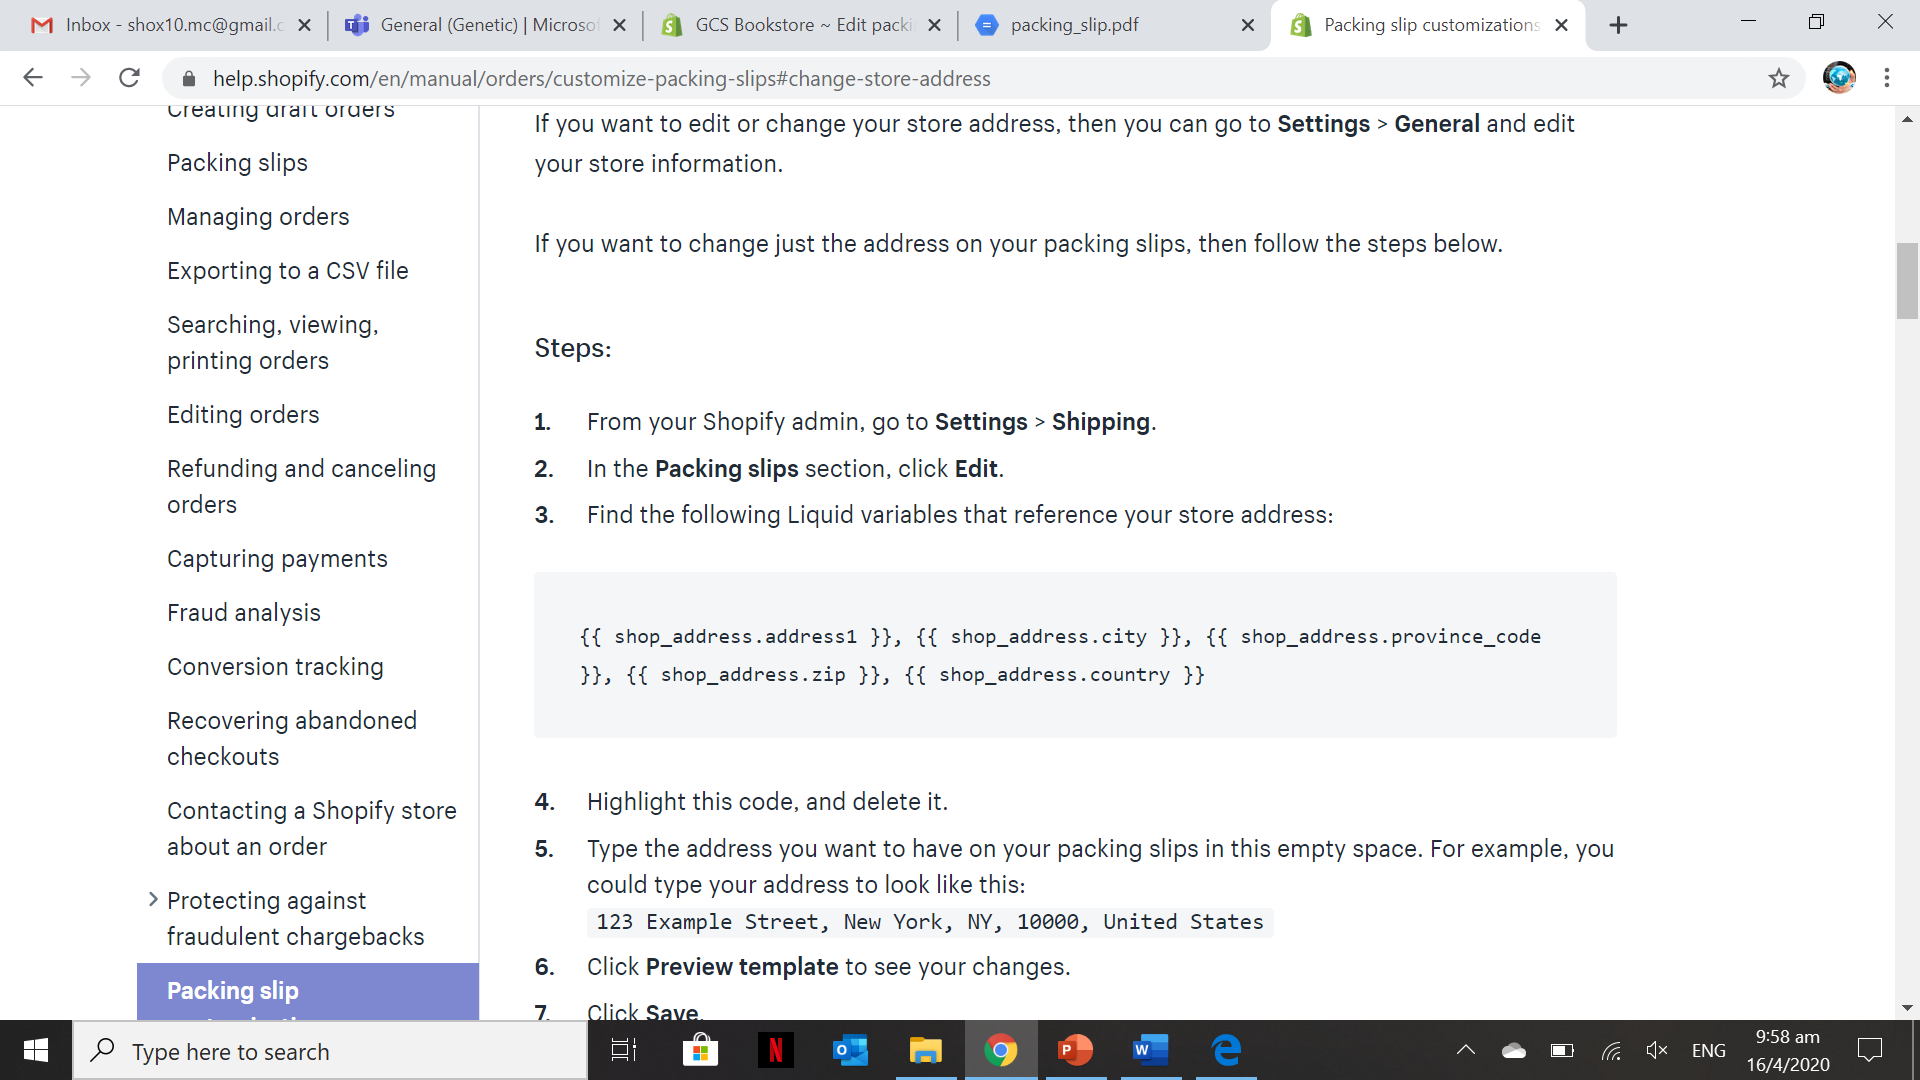 Inbox - shox10.mc@gmail.c
General (Genetic) | Microso
GCS Bookstore ~ Edit packi
packing_slip.pdf
Packing slip customizations
help.shopify.com/en/manual/orders/customize-packing-slips#change-store-address
Creating draft orders
Packing slips
Managing orders
Exporting to a CSV file
Searching, viewing,
printing orders
Editing orders
Refunding and canceling
orders
Capturing payments
Fraud analysis
Conversion tracking
Recovering abandoned
checkouts
Contacting a Shopify store
about an order
Protecting against
fraudulent chargebacks
Packing slip
If you want to edit or change your store address, then you can go to Settings > General and edit
your store information.
If you want to change just the address on your packing slips, then follow the steps below.
Steps:
1. From your Shopify admin, go to Settings > Shipping.
2. In the Packing slips section, click Edit.
3. Find the following Liquid variables that reference your store address:
{{ shop_address.address1 }}, {{ shop_address.city }}, {{ shop_address.province_code
}}, {{ shop_address.zip }}, {{ shop_address.country }}
4. Highlight this code, and delete it.
5. Type the address you want to have on your packing slips in this empty space. For example, you
could type your address to look like this:
123 Example Street, New York, NY, 10000, United States
6. Click Preview template to see your changes.
7. Click Save.
Type here to search
ENG
9:58 am
16/4/2020